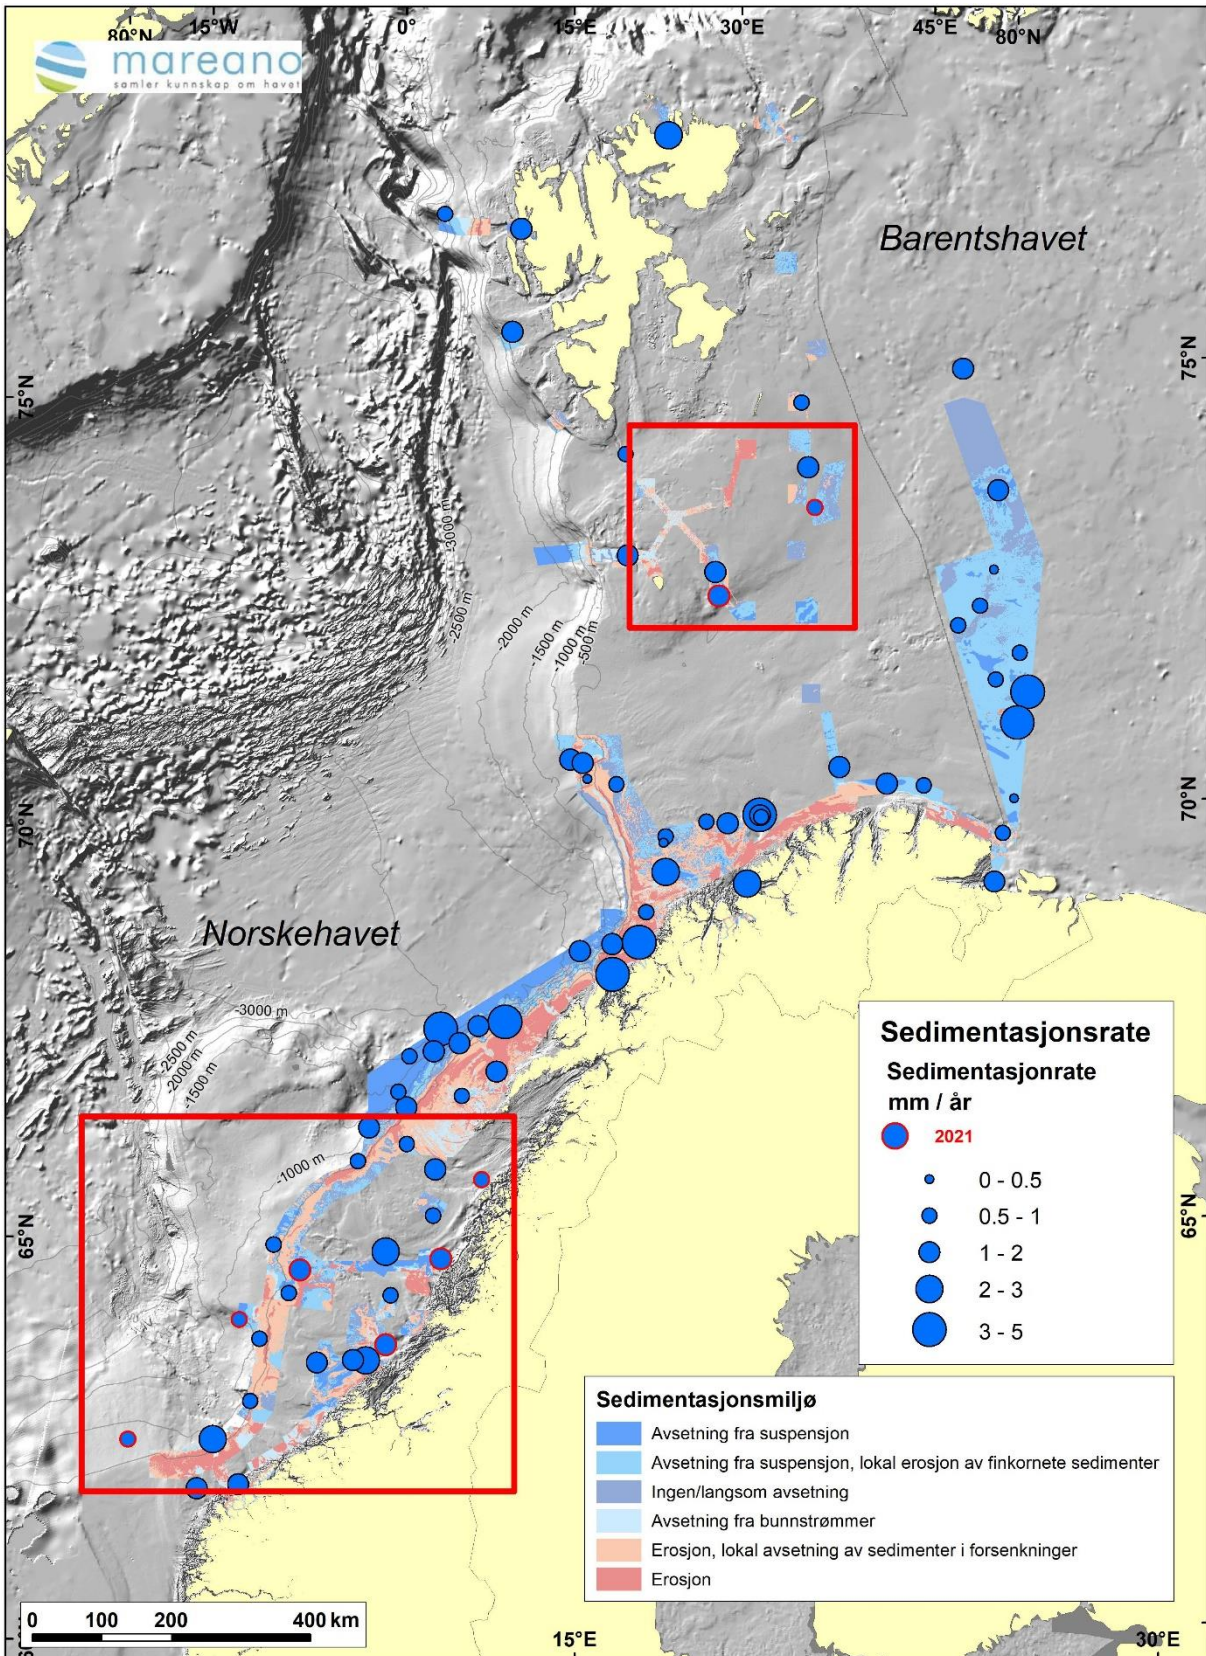 80°N
15°W
0°
15°E
30°E
45°E
80°N
mareano
samler kunnskap om havet
Barentshavet
75°N
75°N
-3000 m
-2500 m
-2000 m
-1500 m
-1000 m
-500 m
70°N
70°N
Norskehavet
-3000 m
-2500 m
-2000 m
-1500 m
-1000 m
65°N
65°N
Sedimentasjonsrate
Sedimentasjonrate
mm / år
2021
0 - 0.5
0.5 - 1
1 - 2
2 - 3
3 - 5
Sedimentasjonsmiljø
Avsetning fra suspensjon
Avsetning fra suspensjon, lokal erosjon av finkornete sedimenter
Ingen/langsom avsetning
Avsetning fra bunnstrømmer
Erosjon, lokal avsetning av sedimenter i forsenkninger
Erosjon
0 100 200 400 km
15°E
30°E